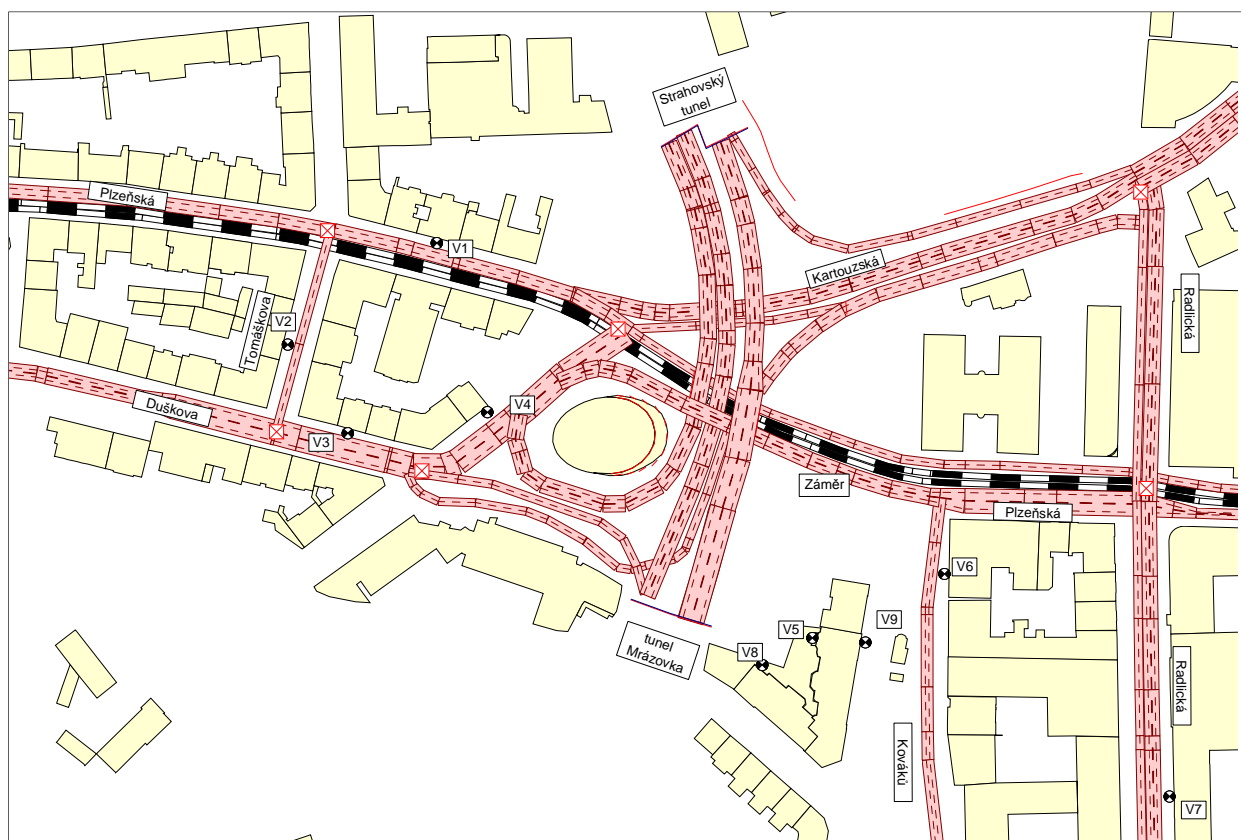 Strahovský
tunel
Plzeňská
V1
Kartouzská
Radlická
V2
Tomáškova
Duškova
V3
V4
Záměr
Plzeňská
V6
V5
V9
V8
tunel
Mrázovka
Radlická
Kováků
V7